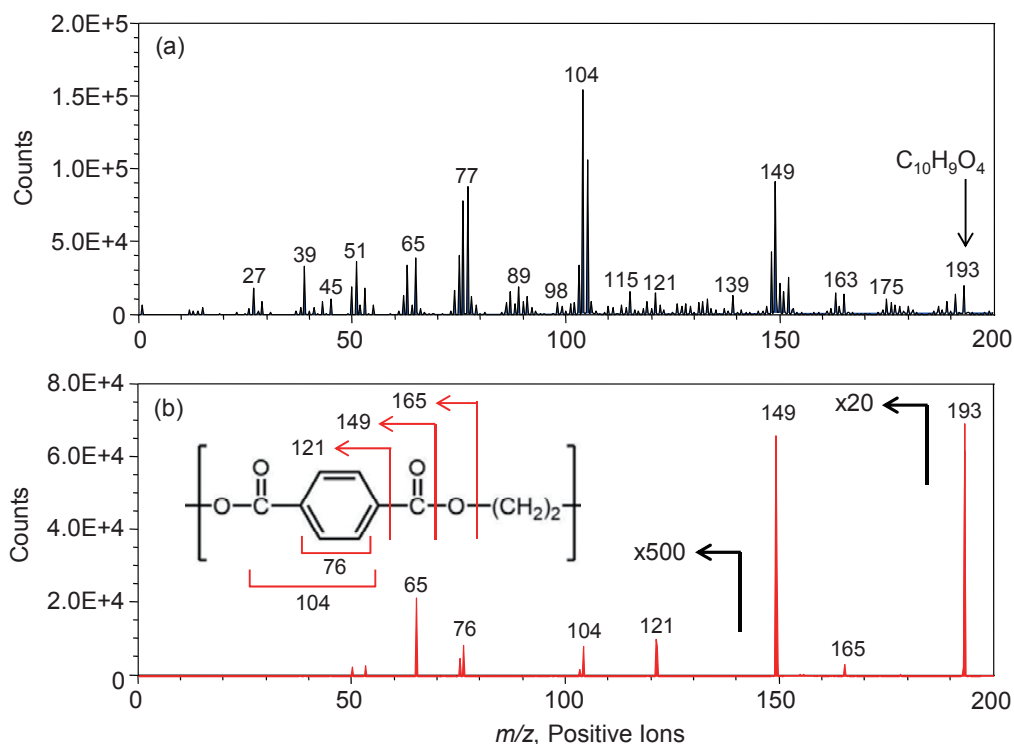 2.0E+5
(a)
104
1.5E+5
Counts
C₁₀H₉O₄
1.0E+5
77
149
5.0E+4
39
51
65
193
27
45
89
98
115
121
139
163
175
0
0
50
100
150
200
8.0E+4
(b)
165
x20
193
149
149
6.0E+4
121
O
O
Counts
O
C
C
O
(CH₂)₂
4.0E+4
76
x500
104
65
2.0E+4
76
104
121
165
0
0
50
100
150
200
m/z, Positive Ions